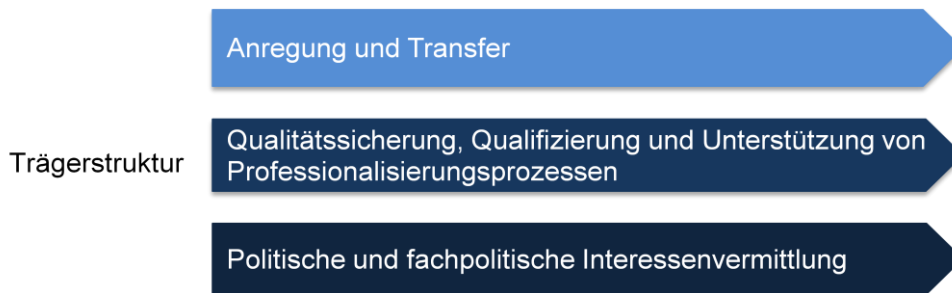 Anregung und Transfer
Trägerstruktur
Qualitätssicherung, Qualifizierung und Unterstützung von
Professionalisierungsprozessen
Politische und fachpolitische Interessenvermittlung